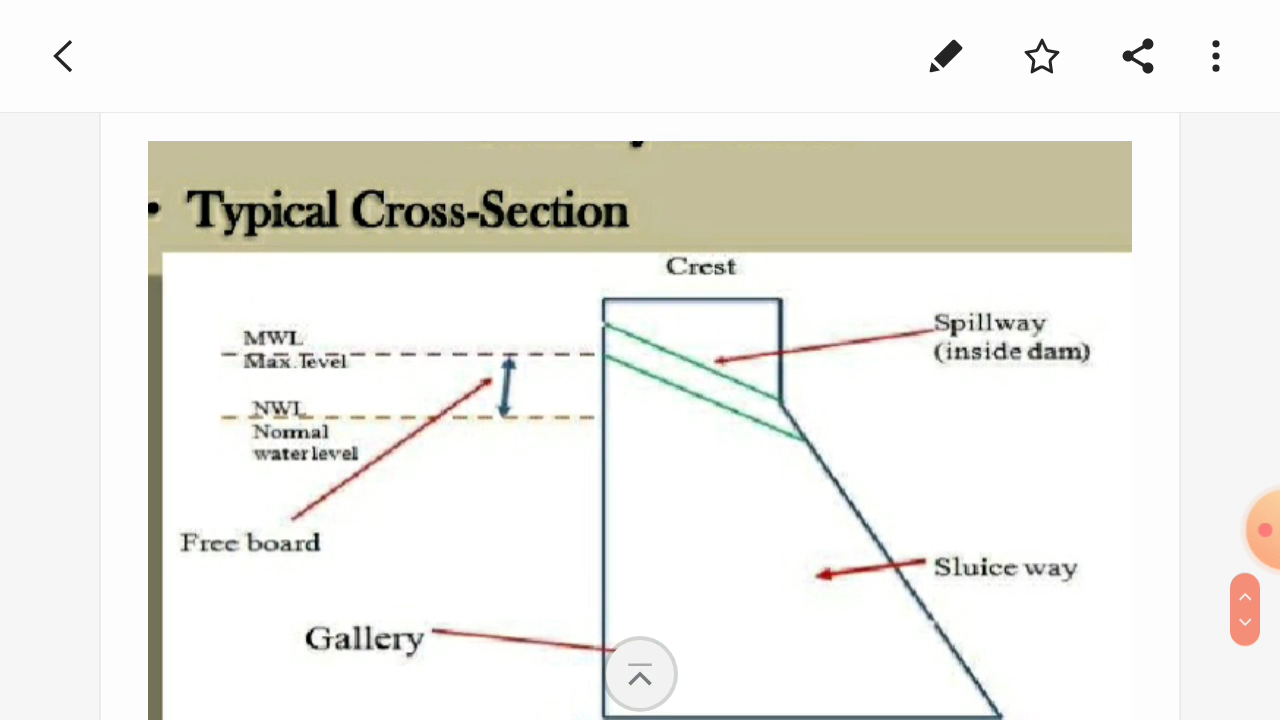 • Typical Cross-Section
Crest
MWL
Max. level
Spillway
(inside dam)
NWL
Normal
water level
Free board
Sluice way
Gallery